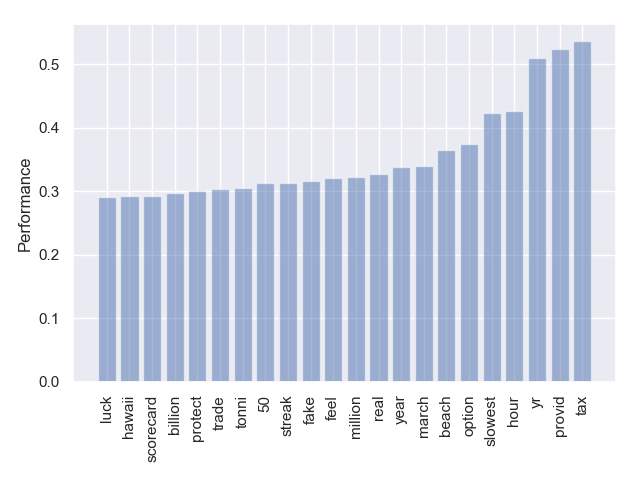 Performance
0.5
0.4
0.3
0.2
0.1
0.0
luck
hawaii
scorecard
billion
protect
trade
tonni
50
streak
fake
feel
million
real
year
march
beach
option
slowest
hour
yr
provid
tax